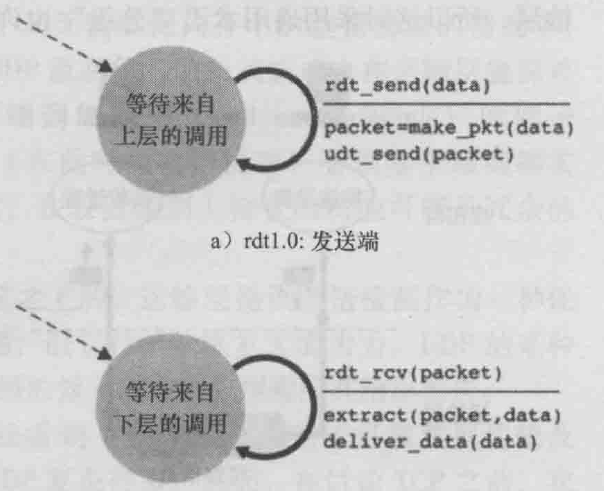 等待来自
上层的调用
rdt_send(data)
packet=make_pkt(data)
udt_send(packet)
a）rdt1.0: 发送端
等待来自
下层的调用
rdt_rcv(packet)
extract(packet,data)
deliver_data(data)